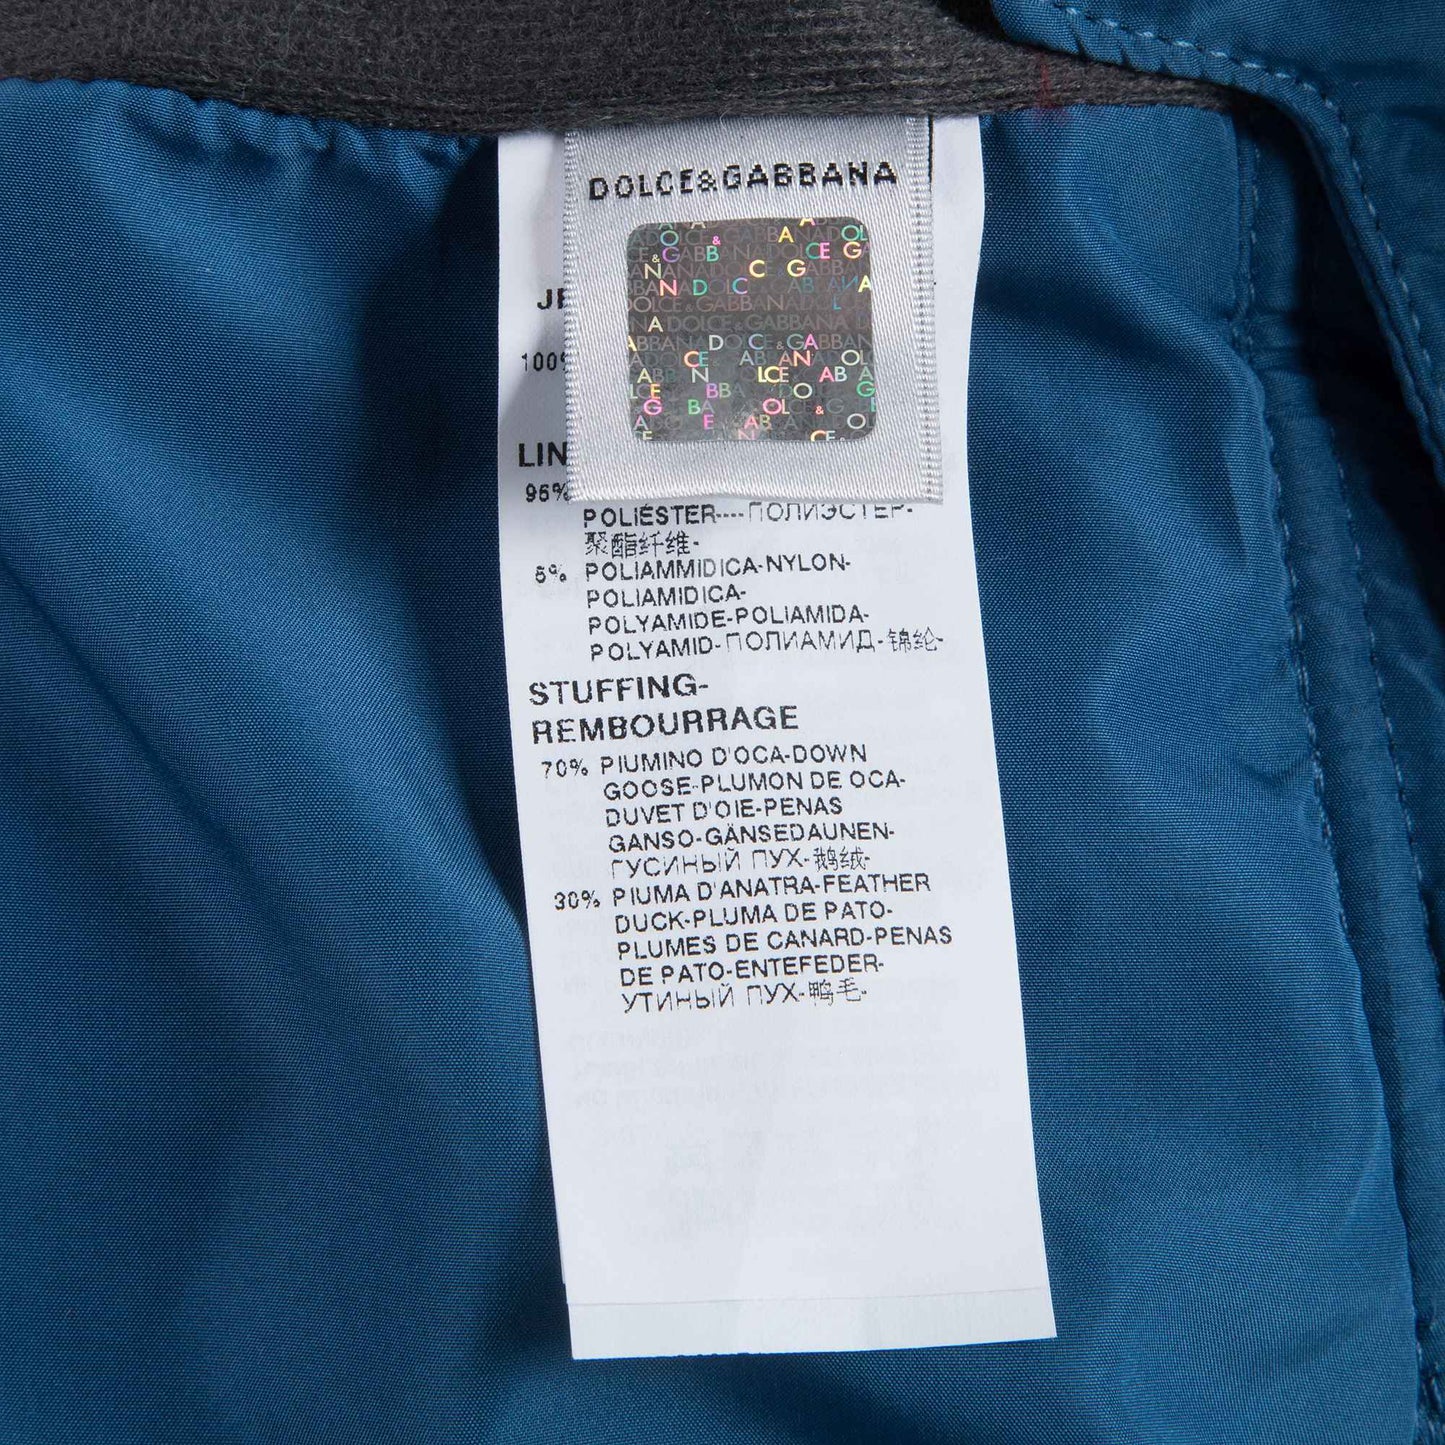 DOLCE&GABBANA
100%
LIN
POLIÉSTER----ПОЛИЭСТЕР-
聚酯纤维-
5% POLIAMMIDICA-NYLON-
POLIAMIDICA-
POLYAMIDE-POLIAMIDA-
POLYAMID-ПОЛИАМИД-锦纶-
STUFFING-
REMBOURRAGE
70% PIUMINO D'OCA-DOWN
GOOSE-PLUMON DE OCA-
DUVET D'OIE-PENAS
GANSO-GÄNSEDAUNEN-
ГУСИНЫЙ ПУХ-鹅绒-
30% PIUMA D'ANATRA-FEATHER
DUCK-PLUMA DE PATO-
PLUMES DE CANARD-PENAS
DE PATO-ENTEFEDER-
УТИНЫЙ ПУХ-鸭毛-